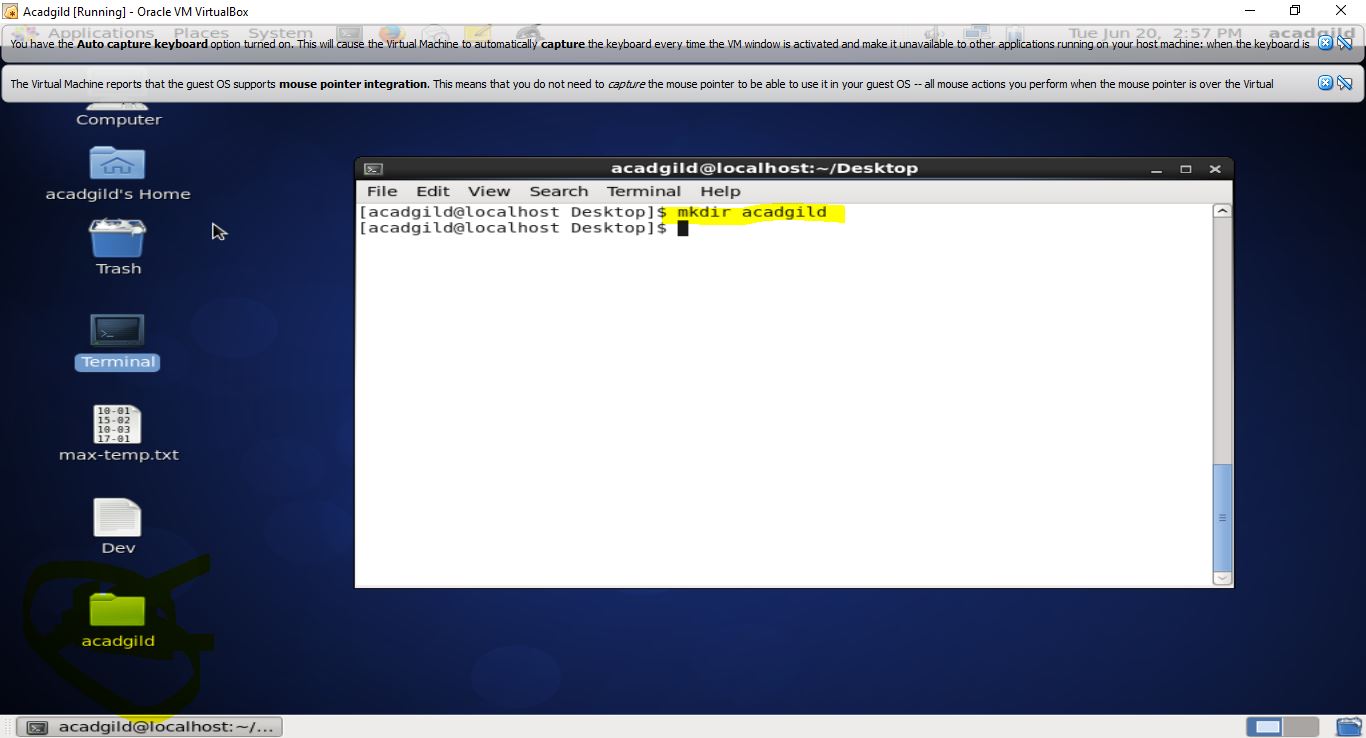 Acadgild [Running] - Oracle VM VirtualBox
Applications Places System Tue Jun 20, 2:57 PM acadgild
You have the Auto capture keyboard option turned on. This will cause the Virtual Machine to automatically capture the keyboard every time the VM window is activated and make it unavailable to other applications running on your host machine: when the keyboard is
The Virtual Machine reports that the guest OS supports mouse pointer integration. This means that you do not need to capture the mouse pointer to be able to use it in your guest OS -- all mouse actions you perform when the mouse pointer is over the Virtual
Computer
acadgild's Home
Trash
Terminal
10-01
15-02
10-03
17-01
max-temp.txt
Dev
acadgild
acadgild@localhost:~/Desktop
File Edit View Search Terminal Help
[acadgild@localhost Desktop]$ mkdir acadgild
[acadgild@localhost Desktop]$
acadgild@localhost:~/...